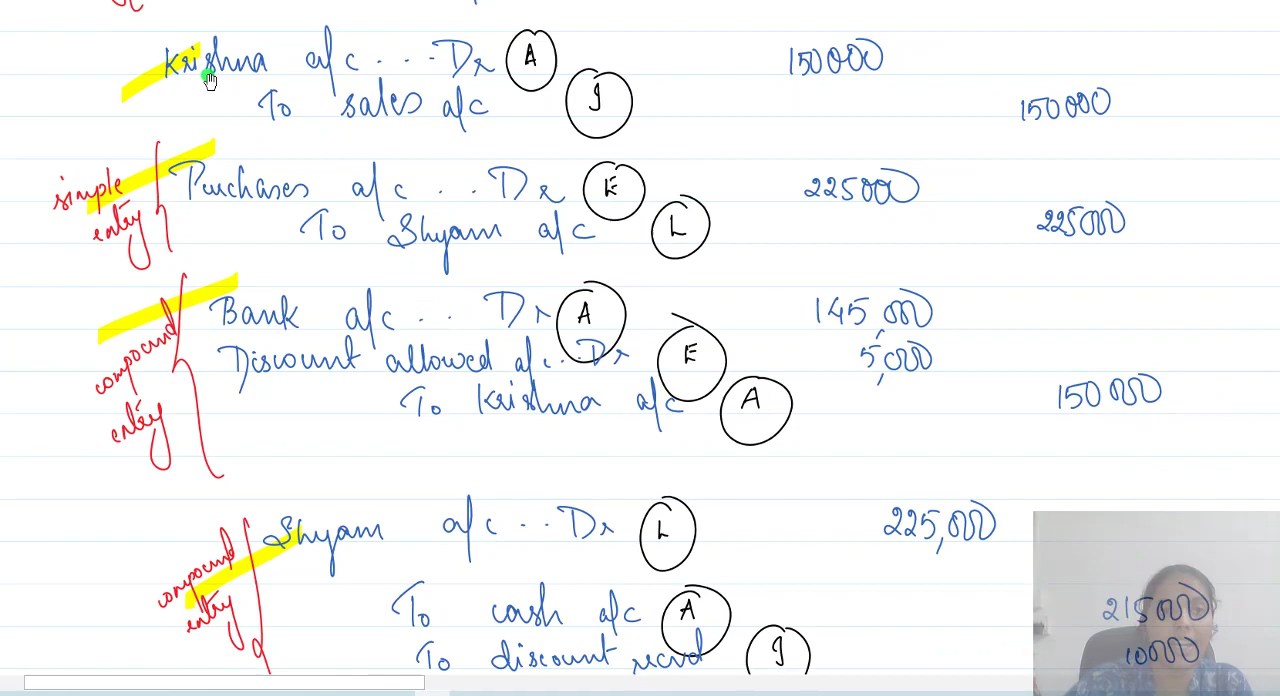 Krishna a/c ... Dr (A) 150000
To sales a/c (I) 150000
simple entry
Purchases a/c ... Dr (E) 225000
To Shyam a/c (L) 225000
compound entry
Bank a/c .. Dr (A) 145,000
Discount allowed a/c .. Dr (E) 5,000
To Krishna a/c (A) 150000
compound entry
Shyam a/c .. Dr (L) 225,000
To cash a/c (A) 215000
To discount recvd (I) 10000